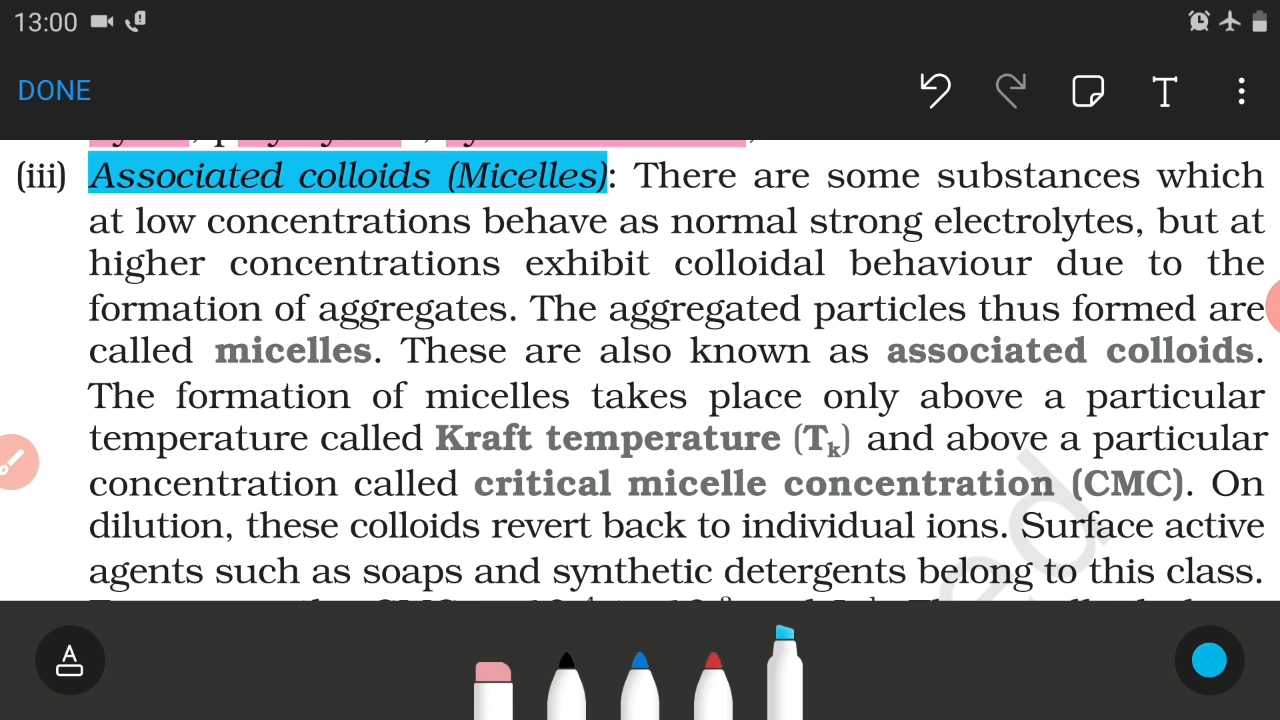 13:00
DONE
T
(iii) Associated colloids (Micelles): There are some substances which
at low concentrations behave as normal strong electrolytes, but at
higher concentrations exhibit colloidal behaviour due to the
formation of aggregates. The aggregated particles thus formed are
called micelles. These are also known as associated colloids.
The formation of micelles takes place only above a particular
temperature called Kraft temperature (Tk) and above a particular
concentration called critical micelle concentration (CMC). On
dilution, these colloids revert back to individual ions. Surface active
agents such as soaps and synthetic detergents belong to this class.
A